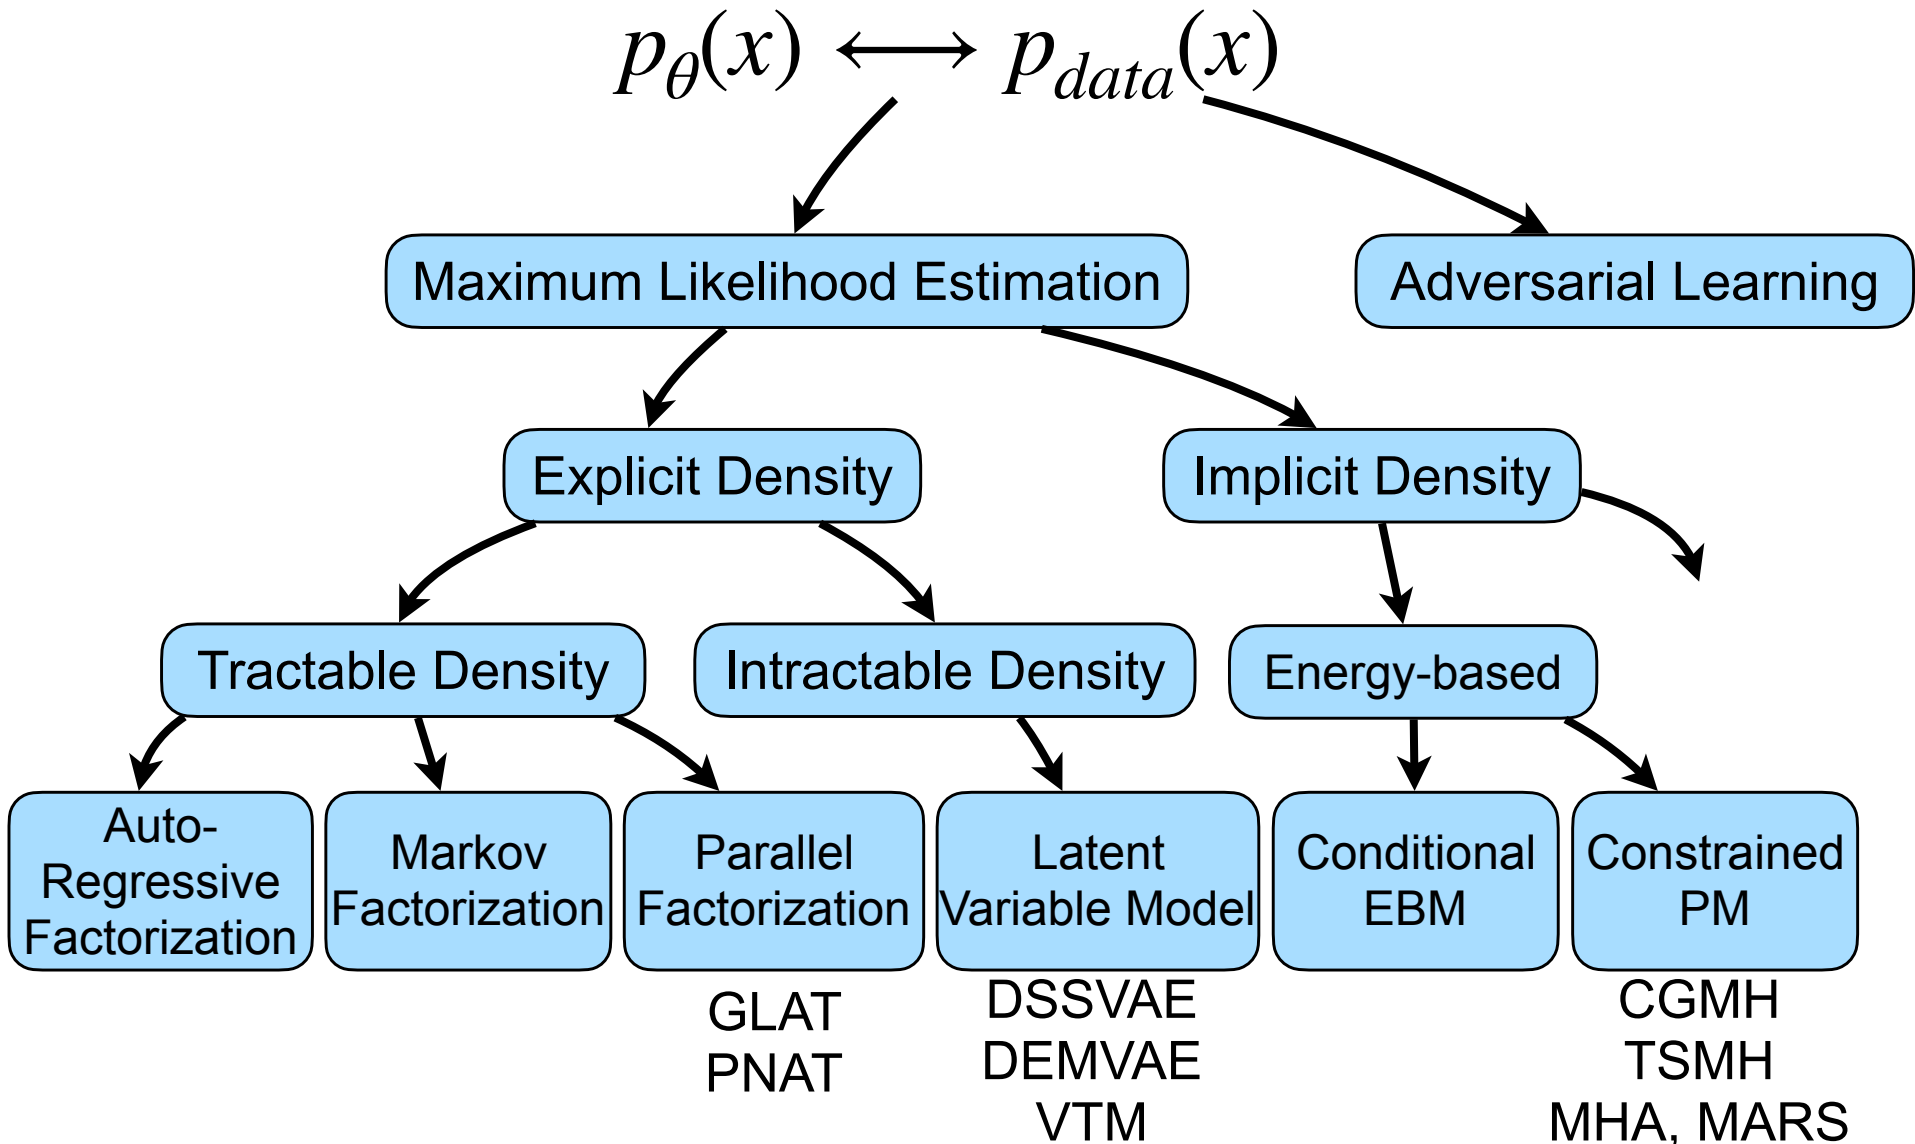 pθ(x) ⟷ pdata(x)
Maximum Likelihood Estimation
Adversarial Learning
Explicit Density
Implicit Density
Tractable Density
Intractable Density
Energy-based
Auto-
Regressive
Factorization
Markov
Factorization
Parallel
Factorization
Latent
Variable Model
Conditional
EBM
Constrained
PM
GLAT
PNAT
DSSVAE
DEMVAE
VTM
CGMH
TSMH
MHA, MARS